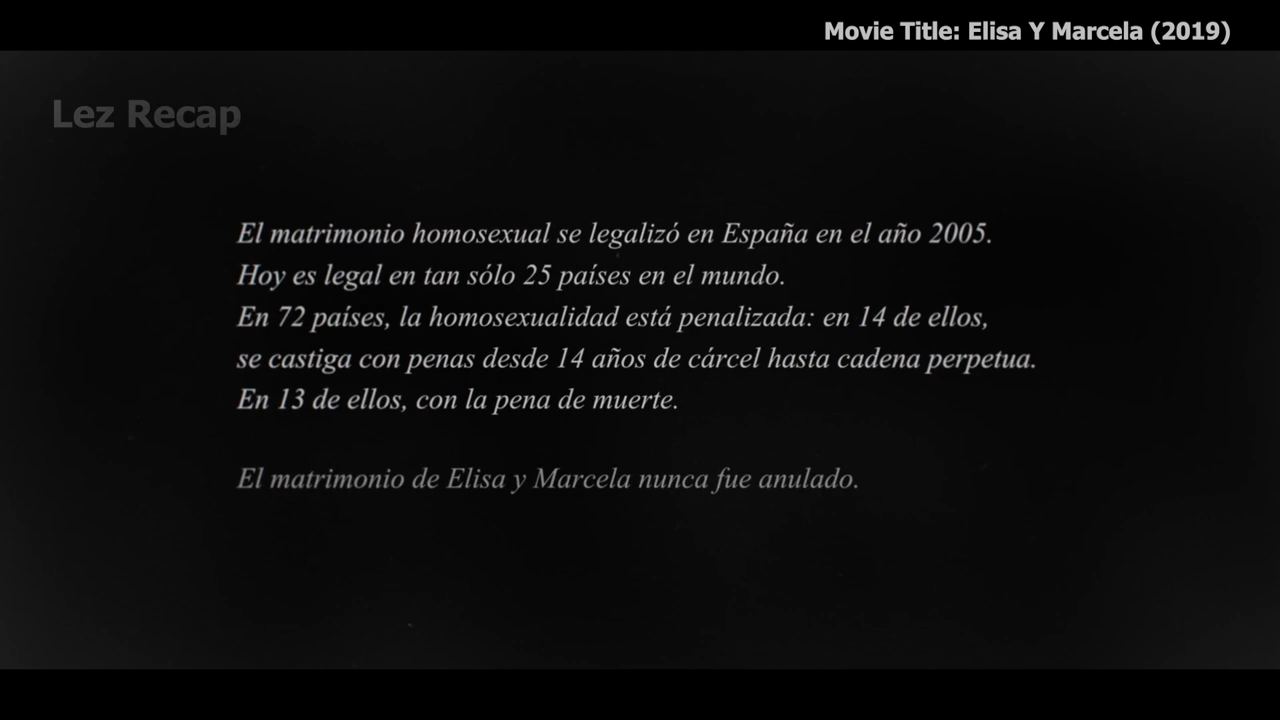 Movie Title: Elisa Y Marcela (2019)
Lez Recap
El matrimonio homosexual se legalizó en España en el año 2005.
Hoy es legal en tan sólo 25 países en el mundo.
En 72 países, la homosexualidad está penalizada: en 14 de ellos,
se castiga con penas desde 14 años de cárcel hasta cadena perpetua.
En 13 de ellos, con la pena de muerte.
El matrimonio de Elisa y Marcela nunca fue anulado.